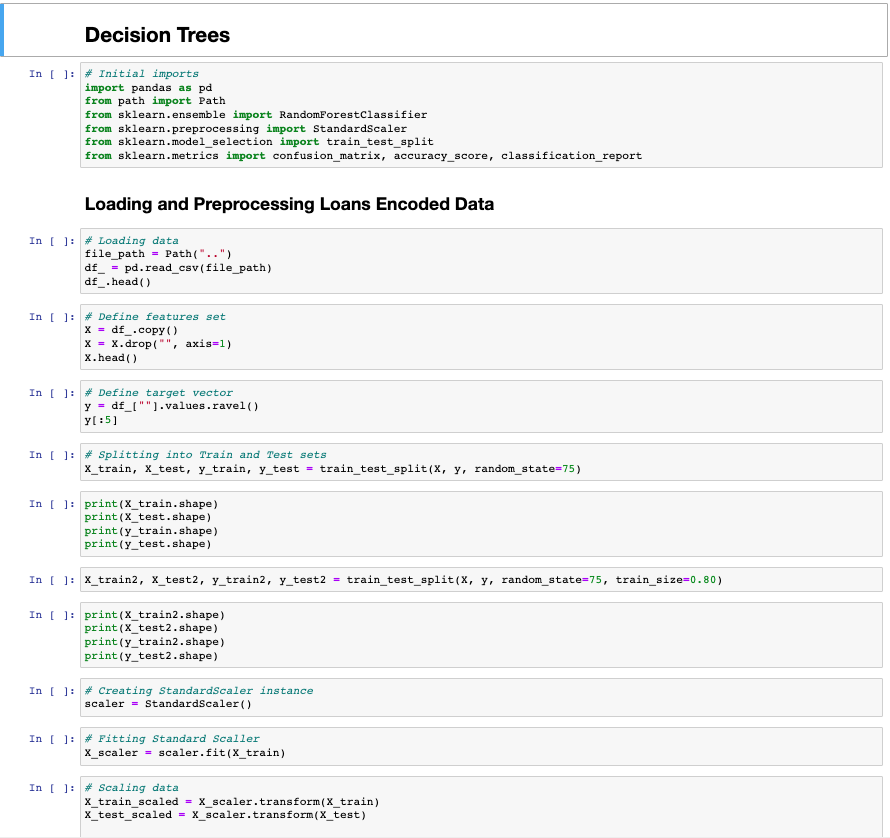 Decision Trees
In [ ]: # Initial imports
import pandas as pd
from path import Path
from sklearn.ensemble import RandomForestClassifier
from sklearn.preprocessing import StandardScaler
from sklearn.model_selection import train_test_split
from sklearn.metrics import confusion_matrix, accuracy_score, classification_report
Loading and Preprocessing Loans Encoded Data
In [ ]: # Loading data
file_path = Path("..")
df_ = pd.read_csv(file_path)
df_.head()
In [ ]: # Define features set
X = df_.copy()
X = X.drop("", axis=1)
X.head()
In [ ]: # Define target vector
y = df_[""].values.ravel()
y[:5]
In [ ]: # Splitting into Train and Test sets
X_train, X_test, y_train, y_test = train_test_split(X, y, random_state=75)
In [ ]: print(X_train.shape)
print(X_test.shape)
print(y_train.shape)
print(y_test.shape)
In [ ]: X_train2, X_test2, y_train2, y_test2 = train_test_split(X, y, random_state=75, train_size=0.80)
In [ ]: print(X_train2.shape)
print(X_test2.shape)
print(y_train2.shape)
print(y_test2.shape)
In [ ]: # Creating StandardScaler instance
scaler = StandardScaler()
In [ ]: # Fitting Standard Scaller
X_scaler = scaler.fit(X_train)
In [ ]: # Scaling data
X_train_scaled = X_scaler.transform(X_train)
X_test_scaled = X_scaler.transform(X_test)